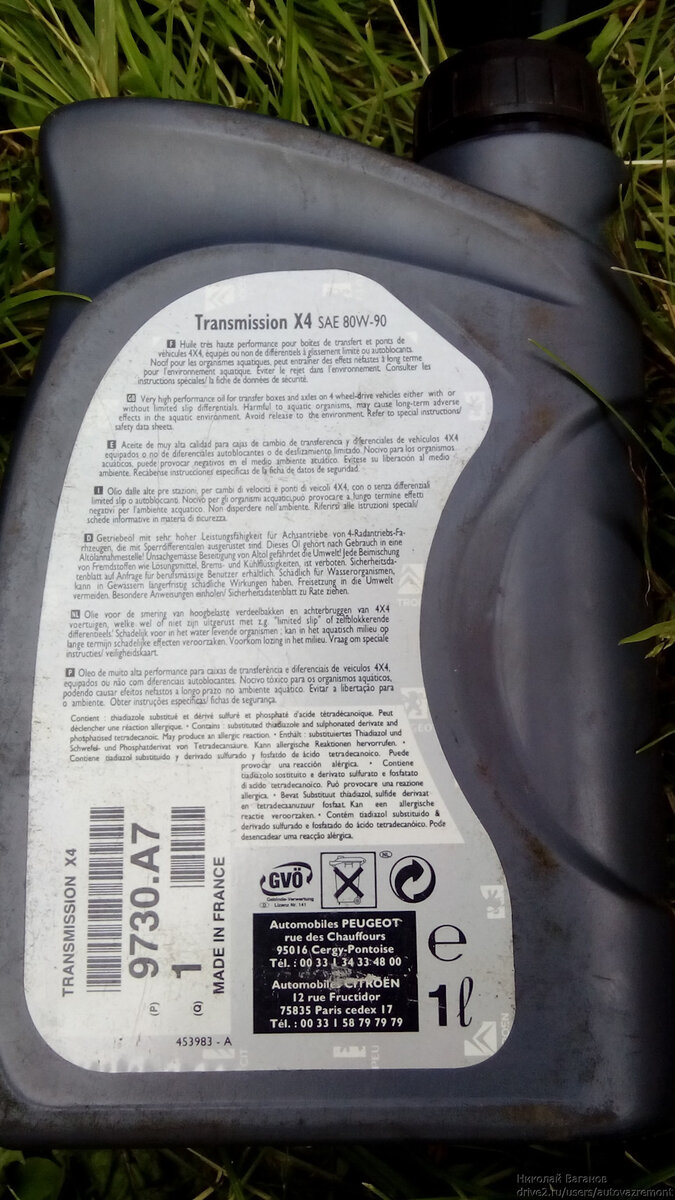 Transmission X4 SAE 80W-90
F Huile très haute performance pour boites de transfert et ponts de
véhicules 4X4, équipés ou non de différentiels à glissement limité ou autobloquants.
Nocif pour les organismes aquatiques, peut entraîner des effets néfastes à long terme
pour l'environnement aquatique. Eviter le rejet dans l'environnement. Consulter les
instructions spéciales/ la fiche de données de sécurité.
GB Very high performance oil for transfer boxes and axles on 4 wheel-drive vehicles either with or
without limited slip differentials. Harmful to aquatic organisms, may cause long-term adverse
effects in the aquatic environment. Avoid release to the environment. Refer to special instructions/
safety data sheets.
E Aceite de muy alta calidad para cajas de cambio de transferencia y diferenciales de vehículos 4X4
equipados o no de diferenciales autoblocantes o de deslizamiento limitado. Nocivo para los organismos
acuáticos, puede provocar negativos en el medio ambiente acuático. Evítese su liberación al medio
ambiente. Recábense instrucciones específicas de la ficha de datos de seguridad.
I Olio dalle alte pre stazioni, per cambi di velocità e ponti di veicoli 4X4, con o senza differenziali
limited slip o autobloccanti. Nocivo per gli organismi acquatici,può provocare a lungo termine effetti
negativi per l'ambiente acquatico. Non disperdere nell'ambiente. Riferirsi alle istruzioni speciali/
schede informative in materia di sicurezza.
D Getriebeöl mit sehr hoher Leistungsfähigkeit für Achsantriebe von 4-Radantriebs-Fa-
rhzeugen, die mit Sperrdifferentialen ausgerüstet sind. Dieses Öl gehört nach Gebrauch in eine
Altölannahmestelle! Unsachgemässe Beseitigung von Altöl gefährdet die Umwelt! Jede Beimischung
von Fremdstoffen wie Lösungsmittel, Brems- und Kühlflüssigkeiten, ist verboten. Sicherheitsda-
tenblatt auf Anfrage für berufsmässige Benutzer erhältlich. Schädlich für Wasserorganismen,
kann in Gewässern längerfristig schädliche Wirkungen haben. Freisetzung in die Umwelt
vermeiden. Besondere Anweisungen einholen/ Sicherheitsdatenblatt zu Rate ziehen.
NL Olie voor de smering van hoogbelaste verdeelbakken en achterbruggen van 4X4
voertuigen, welke wel of niet zijn uitgerust met z.g. "limited slip" of zelfblokkerende
differentieels! Schadelijk voor in het water levende organismen ; kan in het aquatisch milieu op
lange termijn schadelijke effecten veroorzaken. Voorkom lozing in het milieu. Vraag om speciale
instructies/ veiligheidskaart.
P Oleo de muito alta performance para caixas de transferência e diferenciais de veiculos 4X4,
equipados ou não com diferenciais autoblocantes. Nocivo tóxico para os organismos aquáticos,
podendo causar efeitos nefastos a longo prazo no ambiente aquático. Evitar a libertação para
o ambiente. Obter instruções específicas/ fichas de segurança.
Contient : thiadiazole substitué et dérivé sulfuré et phosphaté d'acide tétradécanoïque. Peut
déclencher une réaction allergique. • Contains : substituted thiadiazole and sulphonated derivate and
phosphatised tetradecanoic. May produce an allergic reaction. • Enthält : substituiertes Thiadiazol und
Schwefel- und Phosphatderivat von Tetradecansäure. Kann allergische Reaktionen hervorrufen. •
Contiene tiadiazol substituido y derivado sulfurado y fosfatado de ácido tetradecanoico. Puede
provocar una reacción alérgica. • Contiene
tiadiazolo sostituito e derivato sulfurato e fosfatato
di acido tetradecanoico. Può provocare una reazione
allergica. • Bevat Substituut thiadazol, sulfide derivaat
en tetradecaanuzuur fosfaat. Kan een allergische
reactie veroorzaken. • Contém tiadiazol substituído &
derivado sulfurado e fosfatado do ácido tetradecanóico. Pode
desencadear uma reacção alérgica.
TRANSMISSION X4
9730.A7
(P)
1
(Q)
MADE IN FRANCE
453983 - A
GVÖ
Gebinde-Verwertung
D Lizenz Nr. 141
NL
Automobiles PEUGEOT
rue des Chauffours
95016 Cergy-Pontoise
Tél. : 00 33 1 34 33 48 00
Automobiles CITROËN
12 rue Fructidor
75835 Paris cedex 17
Tél. : 00 33 1 58 79 79 79
e
1ℓ
Николай Ваганов
drive2.ru/users/autovazremont